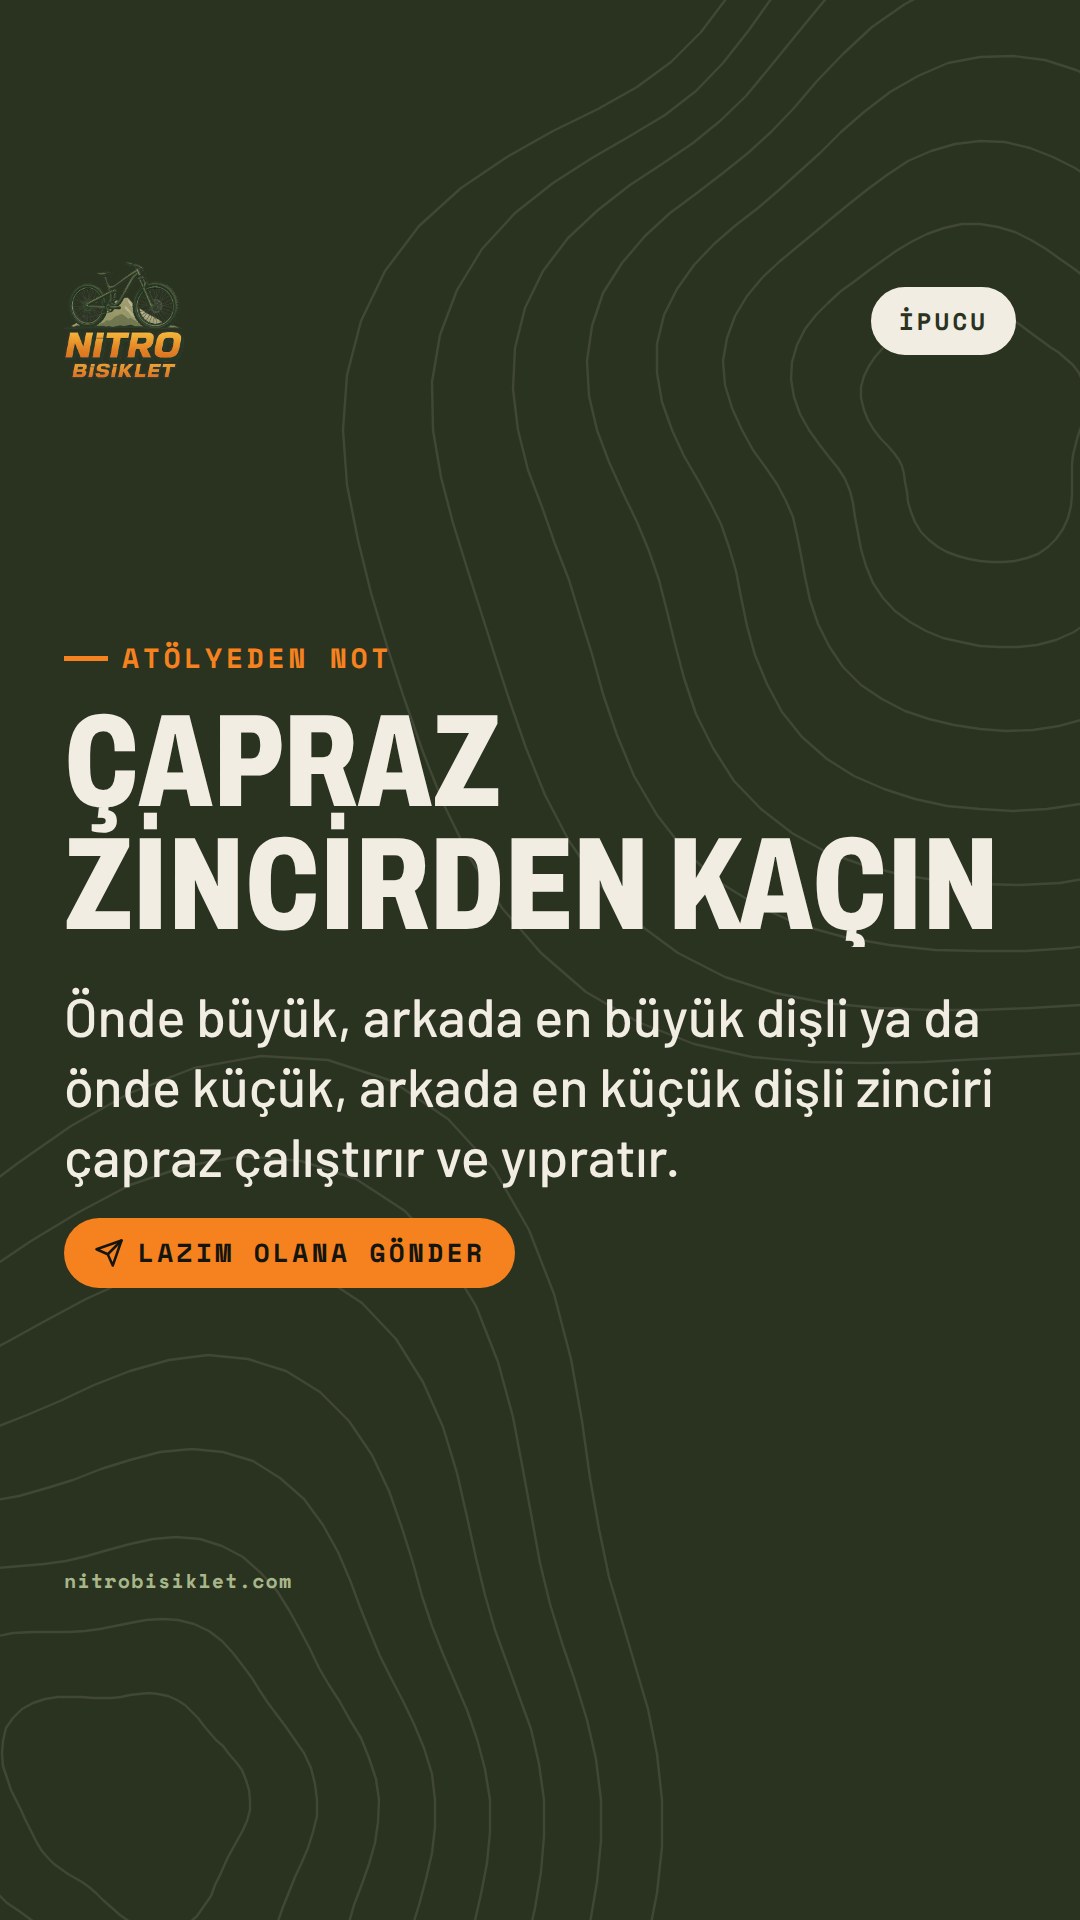 NiTRO
BiSiKLET
İPUCU
ATÖLYEDEN NOT
ÇAPRAZ
ZİNCİRDEN KAÇIN
Önde büyük, arkada en büyük dişli ya da
önde küçük, arkada en küçük dişli zinciri
çapraz çalıştırır ve yıpratır.
LAZIM OLANA GÖNDER
nitrobisiklet.com